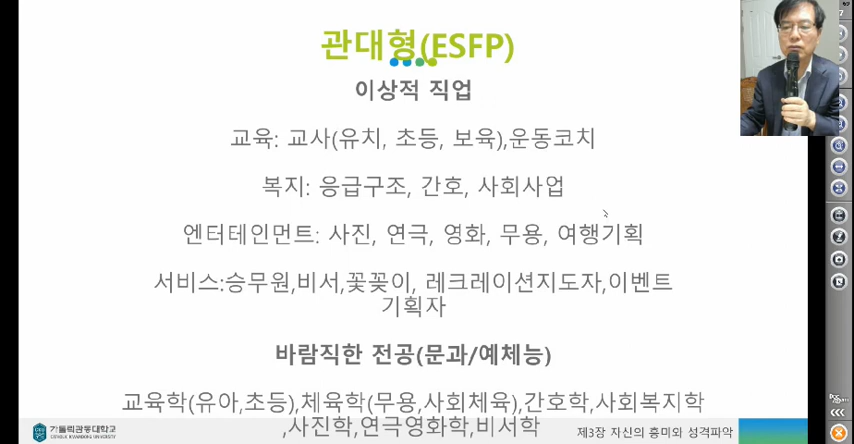 관대형(ESFP)
이상적 직업
교육: 교사(유치, 초등, 보육),운동코치
복지: 응급구조, 간호, 사회사업
엔터테인먼트: 사진, 연극, 영화, 무용, 여행기획
서비스:승무원,비서,꽃꽂이, 레크레이션지도자,이벤트
기획자
바람직한 전공(문과/예체능)
교육학(유아,초등),체육학(무용,사회체육),간호학,사회복지학
,사진학,연극영화학,비서학
가톨릭관동대학교
CATHOLIC KWANDONG UNIVERSITY
제3장 자신의 흥미와 성격파악